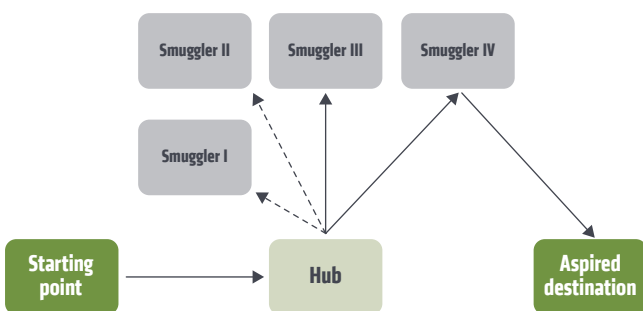 Smuggler II
Smuggler III
Smuggler IV
Smuggler I
Starting
point
Hub
Aspired
destination